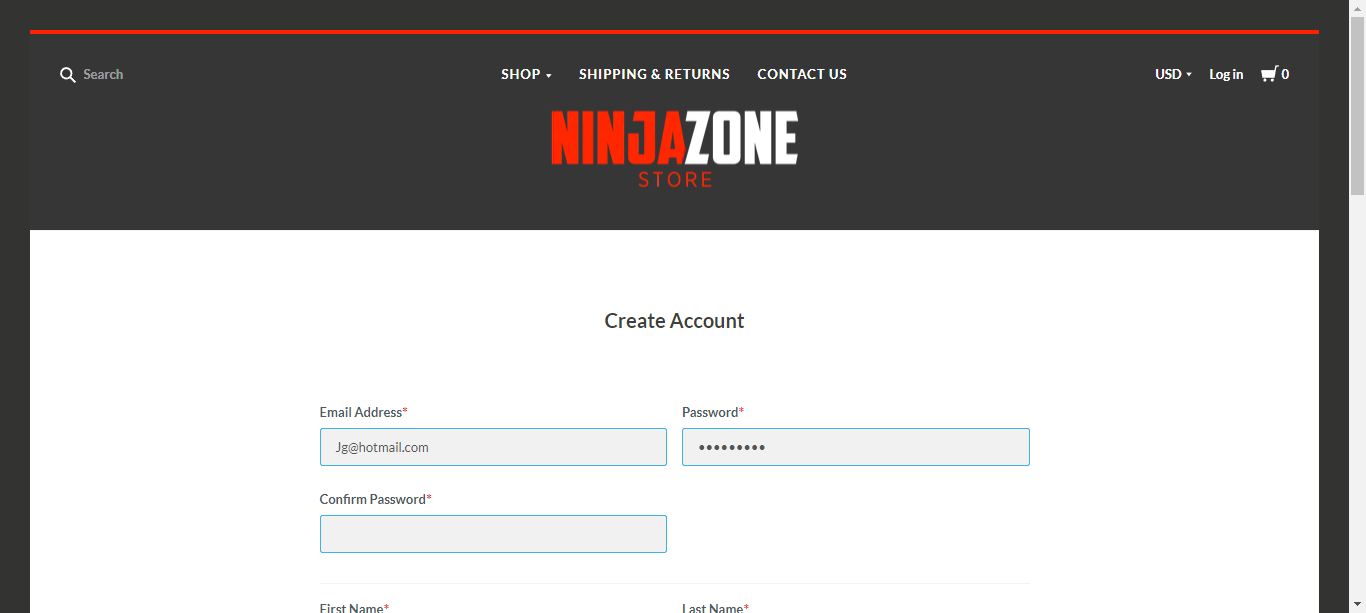 Search
SHOP
SHIPPING & RETURNS
CONTACT US
USD
Log in
0
NINJAZONE
STORE
Create Account
Email Address*
Password*
Jg@hotmail.com
•••••••••
Confirm Password*
First Name*
Last Name*